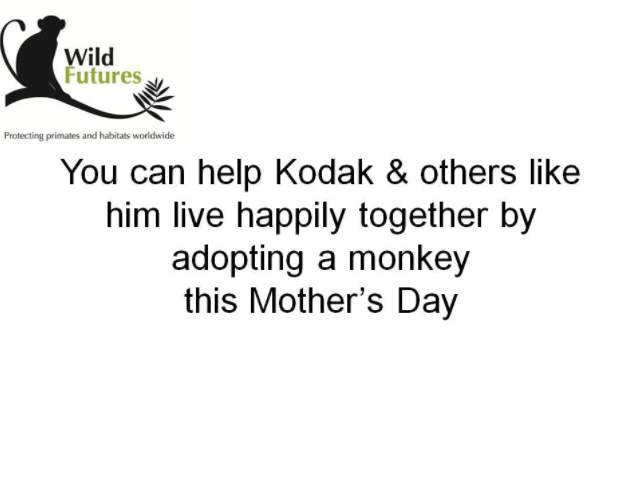 Wild
Futures
Protecting primates and habitats worldwide
You can help Kodak & others like
him live happily together by
adopting a monkey
this Mother’s Day